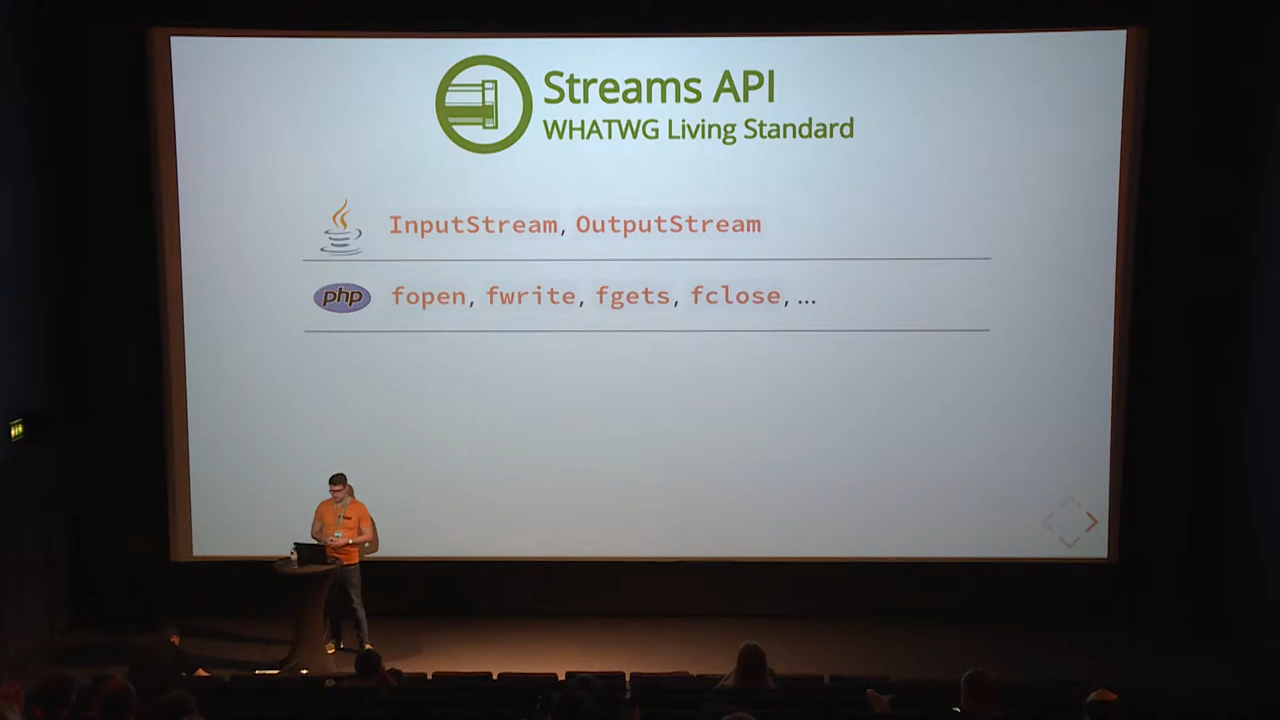 Streams API
WHATWG Living Standard
InputStream, OutputStream
php fopen, fwrite, fgets, fclose, ...